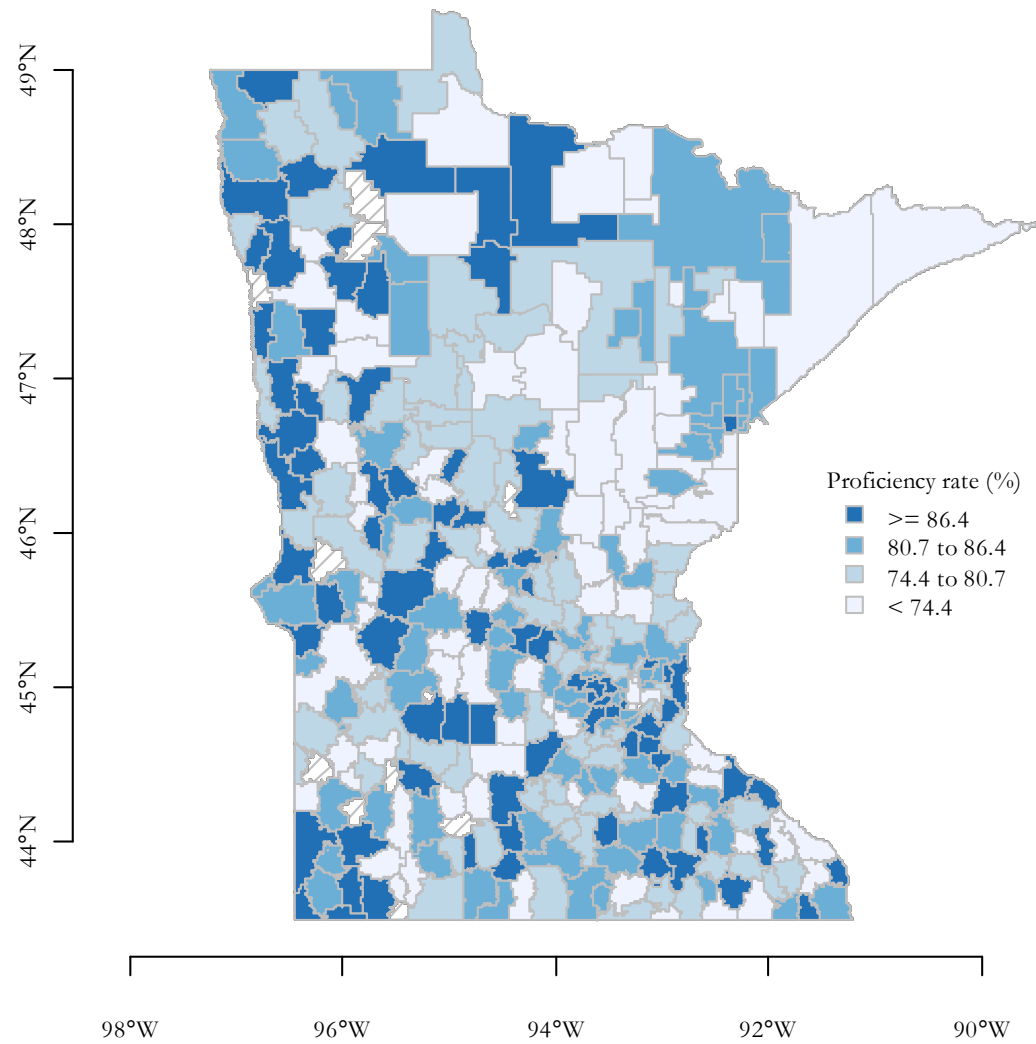 49°N
48°N
47°N
46°N
45°N
44°N
Proficiency rate (%)
>= 86.4
80.7 to 86.4
74.4 to 80.7
< 74.4
98°W
96°W
94°W
92°W
90°W